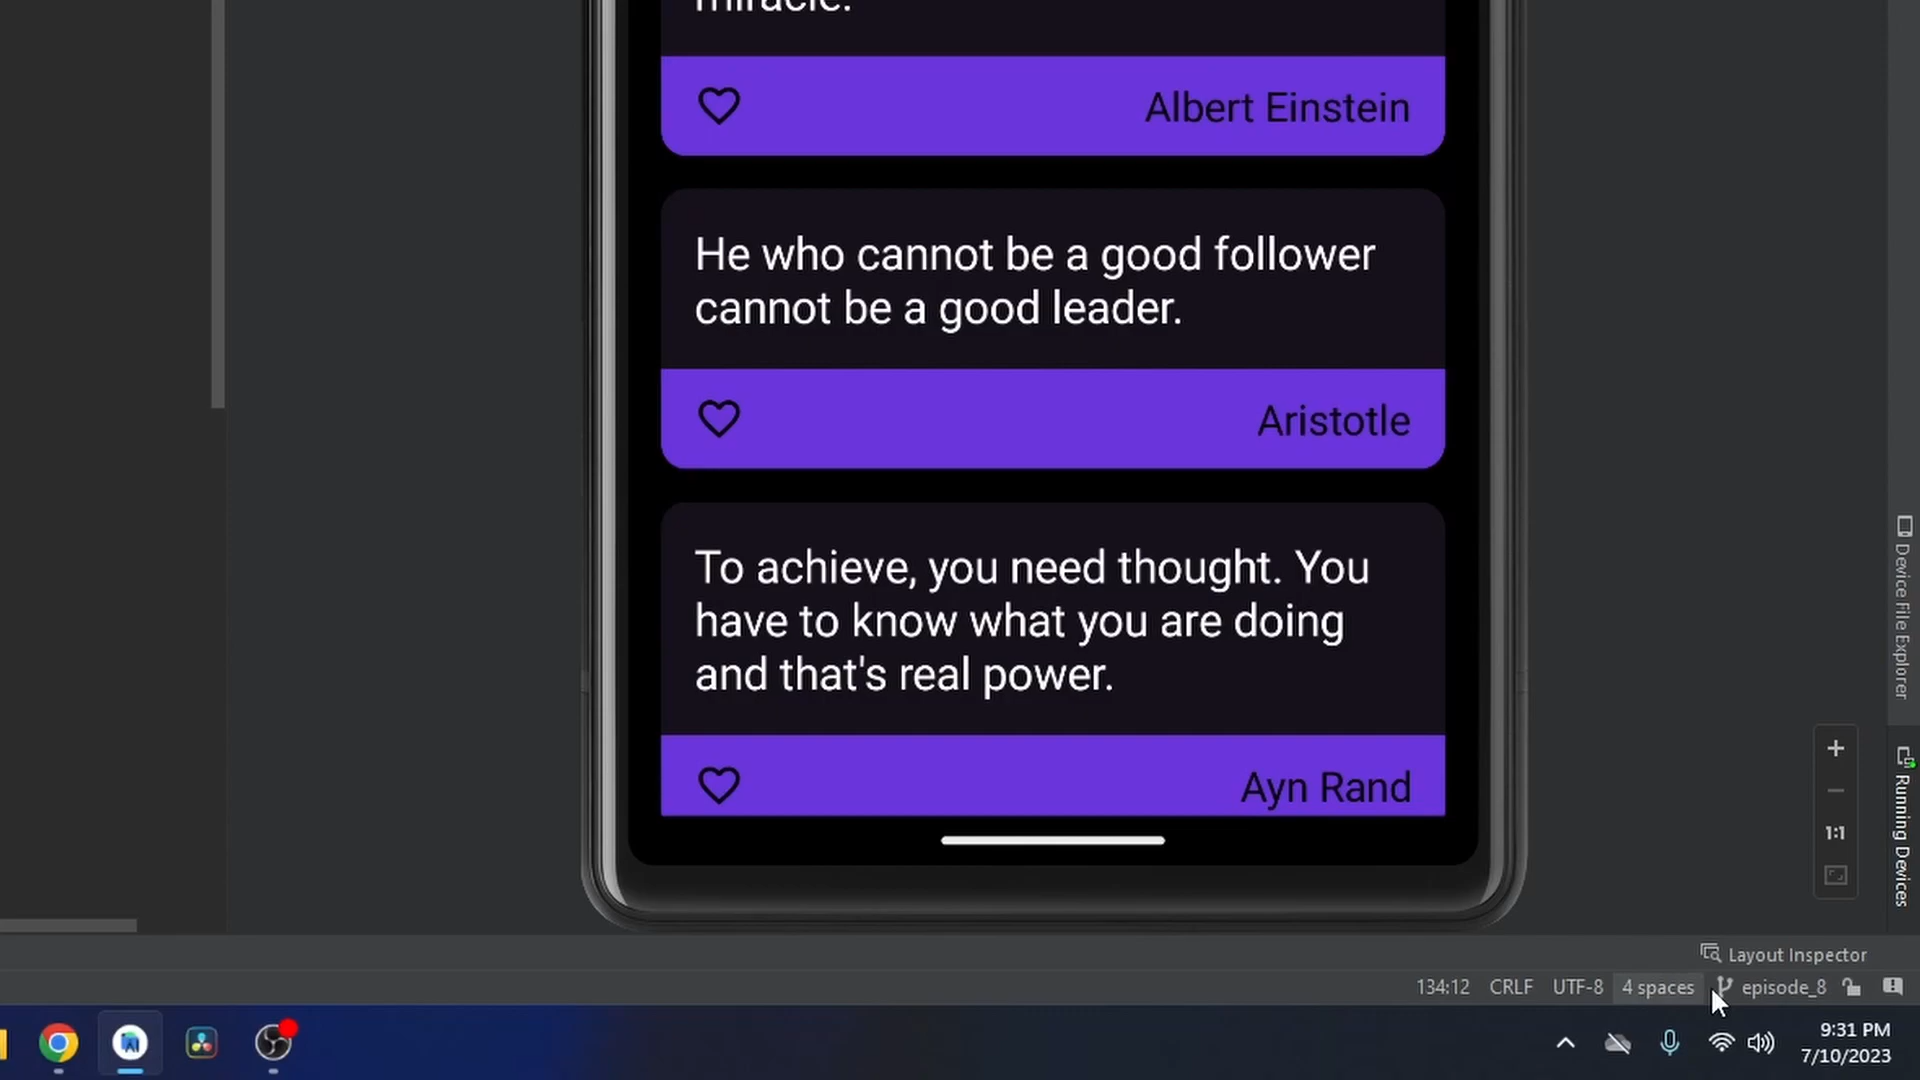 miracle.
Albert Einstein
He who cannot be a good follower
cannot be a good leader.
Aristotle
To achieve, you need thought. You
have to know what you are doing
and that's real power.
Ayn Rand
Device File Explorer
1:1
Running Devices
Layout Inspector
134:12 CRLF UTF-8 4 spaces episode_8
9:31 PM
7/10/2023